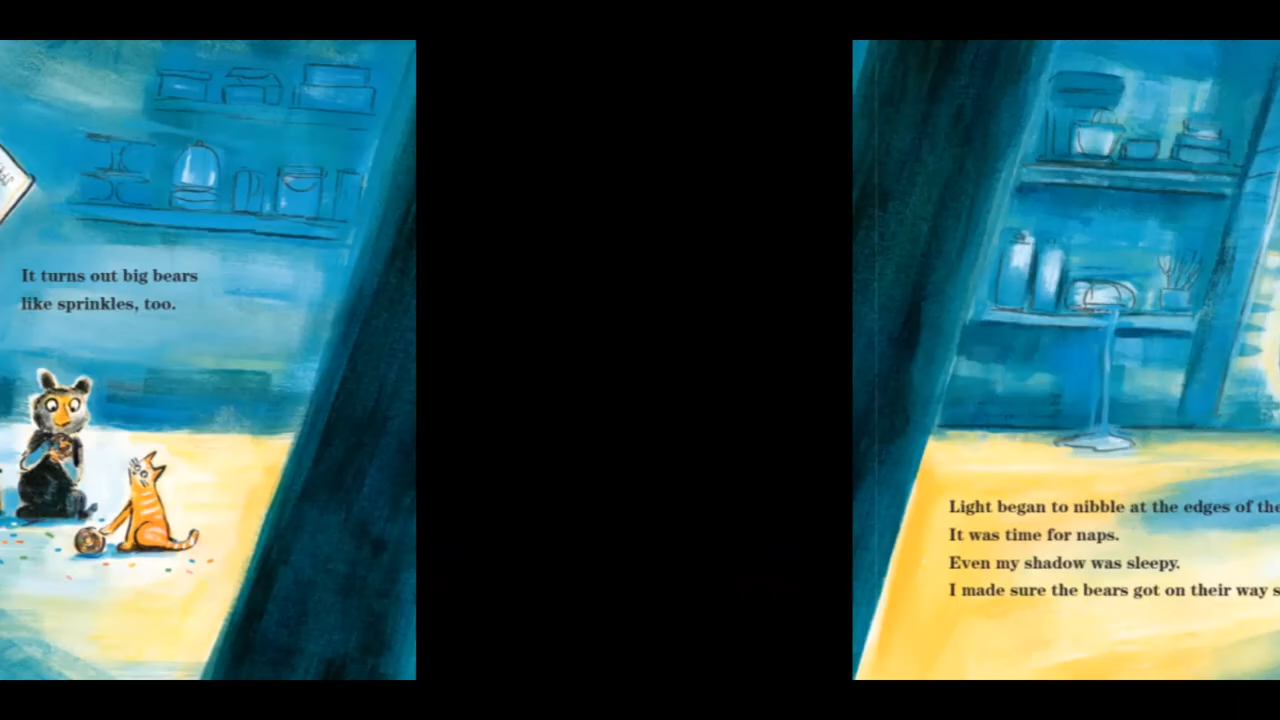 It turns out big bears
like sprinkles, too.
Light began to nibble at the edges of the
It was time for naps.
Even my shadow was sleepy.
I made sure the bears got on their way s